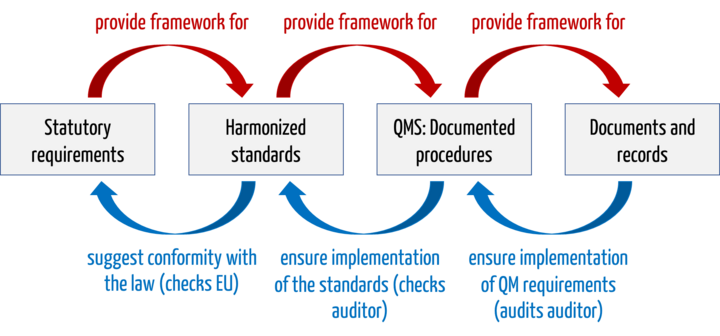 provide framework for
provide framework for
provide framework for
Statutory
requirements
Harmonized
standards
QMS: Documented
procedures
Documents and
records
suggest conformity with
the law (checks EU)
ensure implementation
of the standards (checks
auditor)
ensure implementation
of QM requirements
(audits auditor)